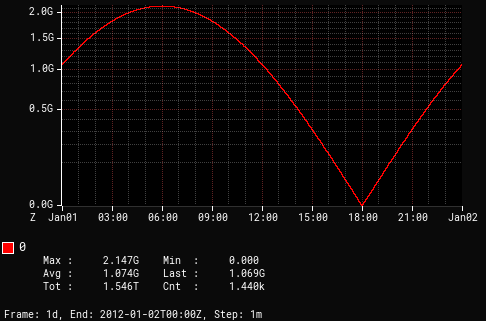 2.0G
1.5G
1.0G
0.5G
0.0G
Z Jan01 03:00 06:00 09:00 12:00 15:00 18:00 21:00 Jan02
0
Max : 2.147G Min : 0.000
Avg : 1.074G Last : 1.069G
Tot : 1.546T Cnt : 1.440k
Frame: 1d, End: 2012-01-02T00:00Z, Step: 1m